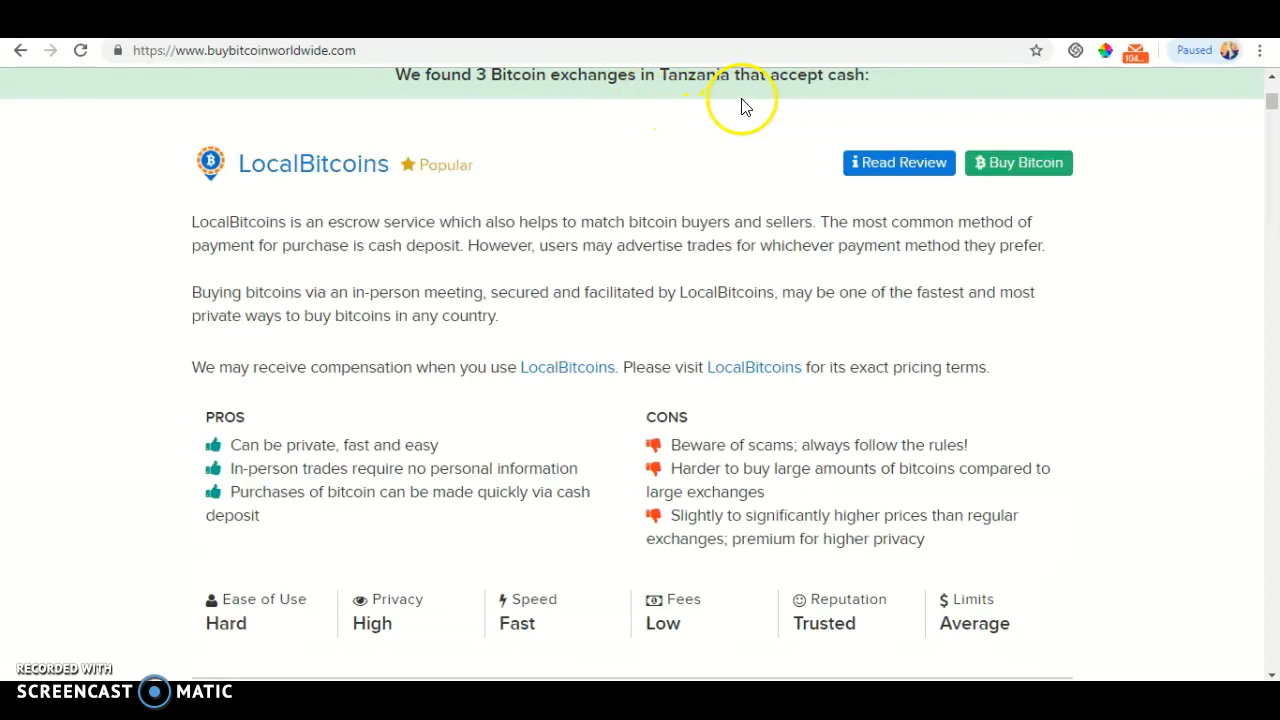 https://www.buybitcoinworldwide.com
Paused
104...
We found 3 Bitcoin exchanges in Tanzania that accept cash:
LocalBitcoins Popular
Read Review Buy Bitcoin
LocalBitcoins is an escrow service which also helps to match bitcoin buyers and sellers. The most common method of
payment for purchase is cash deposit. However, users may advertise trades for whichever payment method they prefer.
Buying bitcoins via an in-person meeting, secured and facilitated by LocalBitcoins, may be one of the fastest and most
private ways to buy bitcoins in any country.
We may receive compensation when you use LocalBitcoins. Please visit LocalBitcoins for its exact pricing terms.
PROS
Can be private, fast and easy
In-person trades require no personal information
Purchases of bitcoin can be made quickly via cash
deposit
CONS
Beware of scams; always follow the rules!
Harder to buy large amounts of bitcoins compared to
large exchanges
Slightly to significantly higher prices than regular
exchanges; premium for higher privacy
Ease of Use
Hard
Privacy
High
Speed
Fast
Fees
Low
Reputation
Trusted
Limits
Average
RECORDED WITH
SCREENCAST MATIC